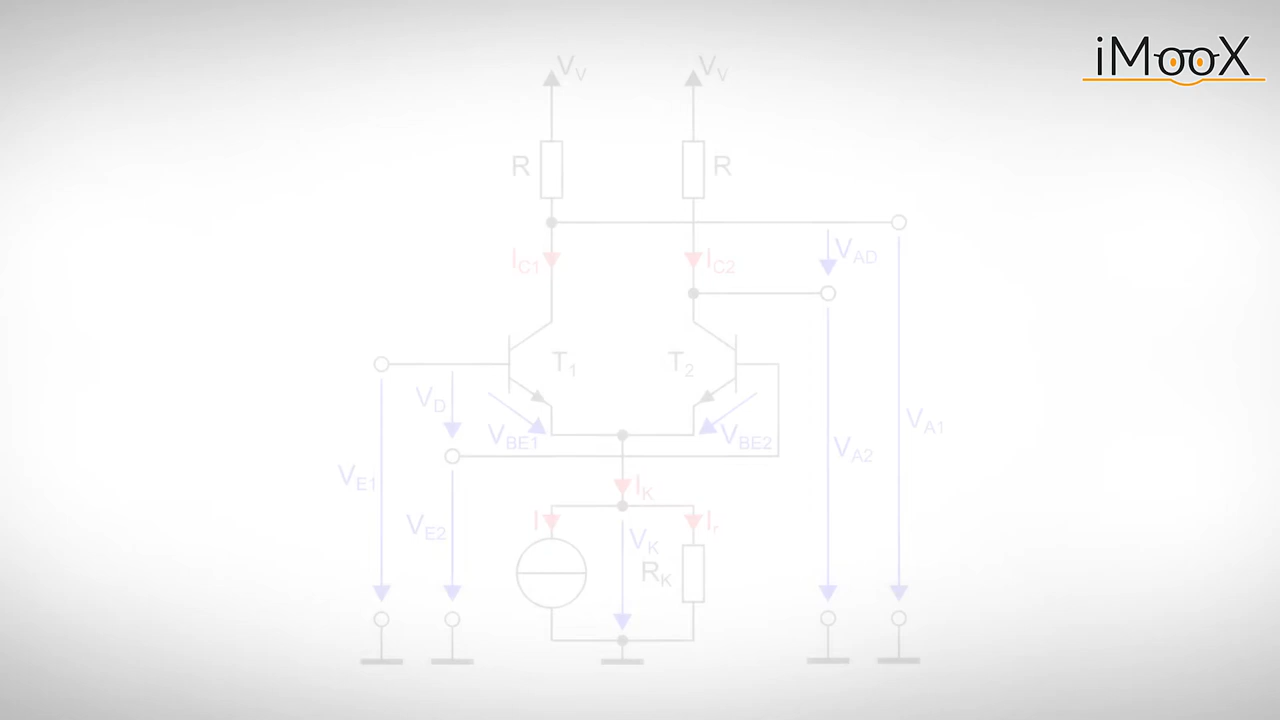 iMooX
V_V V_V
R R
I_C1 I_C2 V_AD
T_1 T_2
V_D
V_BE1 V_BE2 V_A2 V_A1
V_E1 I_K
V_E2 I V_K I_r
R_K